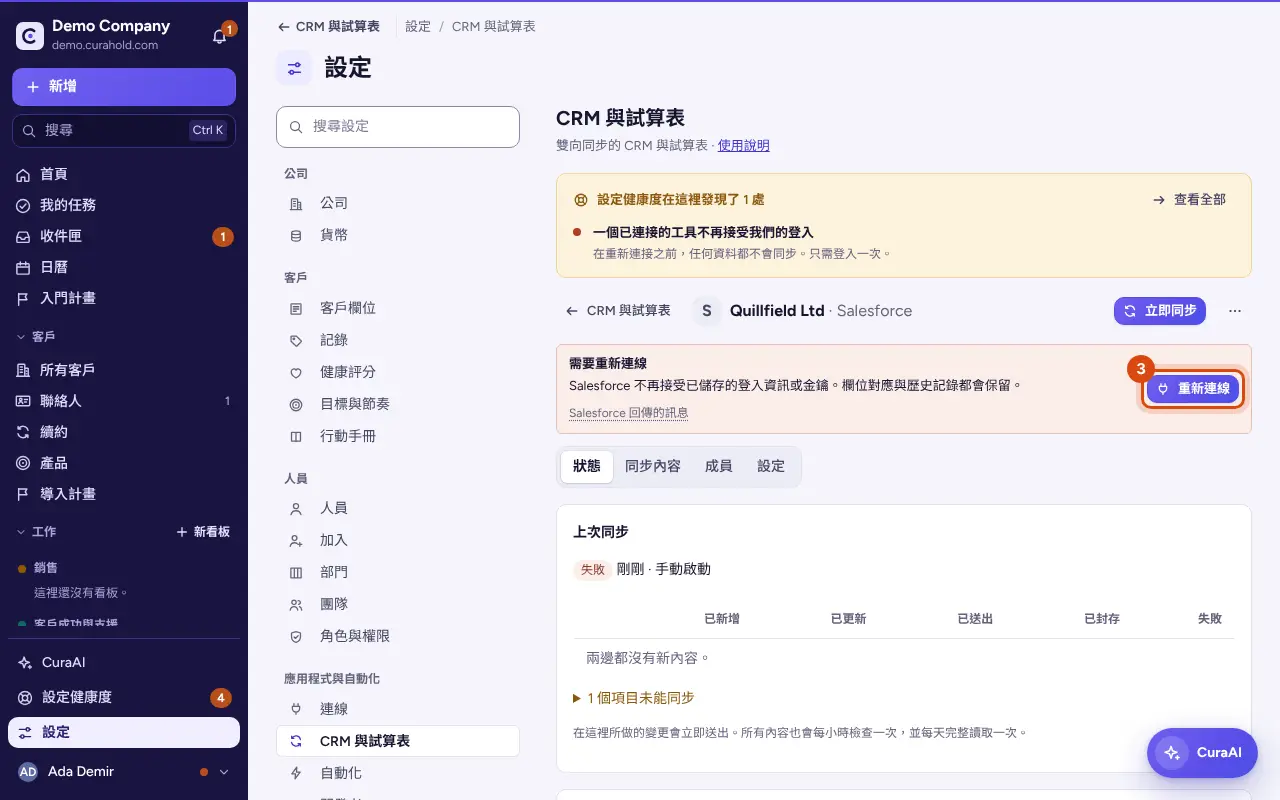 Demo Company
demo.curahold.com
1
新增
搜尋
Ctrl K
首頁
我的任務
收件匣
1
日曆
入門計畫
客戶
所有客戶
聯絡人
1
續約
產品
導入計畫
工作
新看板
銷售
這裡還沒有看板。
客戶成功與支援
CuraAI
設定健康度
4
設定
AD
Ada Demir
CRM 與試算表
設定 / CRM 與試算表
設定
搜尋設定
公司
公司
貨幣
客戶
客戶欄位
記錄
健康評分
目標與節奏
行動手冊
人員
人員
加入
部門
團隊
角色與權限
應用程式與自動化
連線
CRM 與試算表
自動化
CRM 與試算表
雙向同步的 CRM 與試算表 · 使用說明
設定健康度在這裡發現了 1 處
查看全部
一個已連接的工具不再接受我們的登入
在重新連接之前，任何資料都不會同步。只需登入一次。
CRM 與試算表
S
Quillfield Ltd · Salesforce
立即同步
需要重新連線
Salesforce 不再接受已儲存的登入資訊或金鑰。欄位對應與歷史記錄都會保留。
Salesforce 回傳的訊息
3
重新連線
狀態
同步內容
成員
設定
上次同步
失敗 剛剛 · 手動啟動
已新增
已更新
已送出
已封存
失敗
兩邊都沒有新內容。
1 個項目未能同步
在這裡所做的變更會立即送出。所有內容也會每小時檢查一次，並每天完整讀取一次。
CuraAI